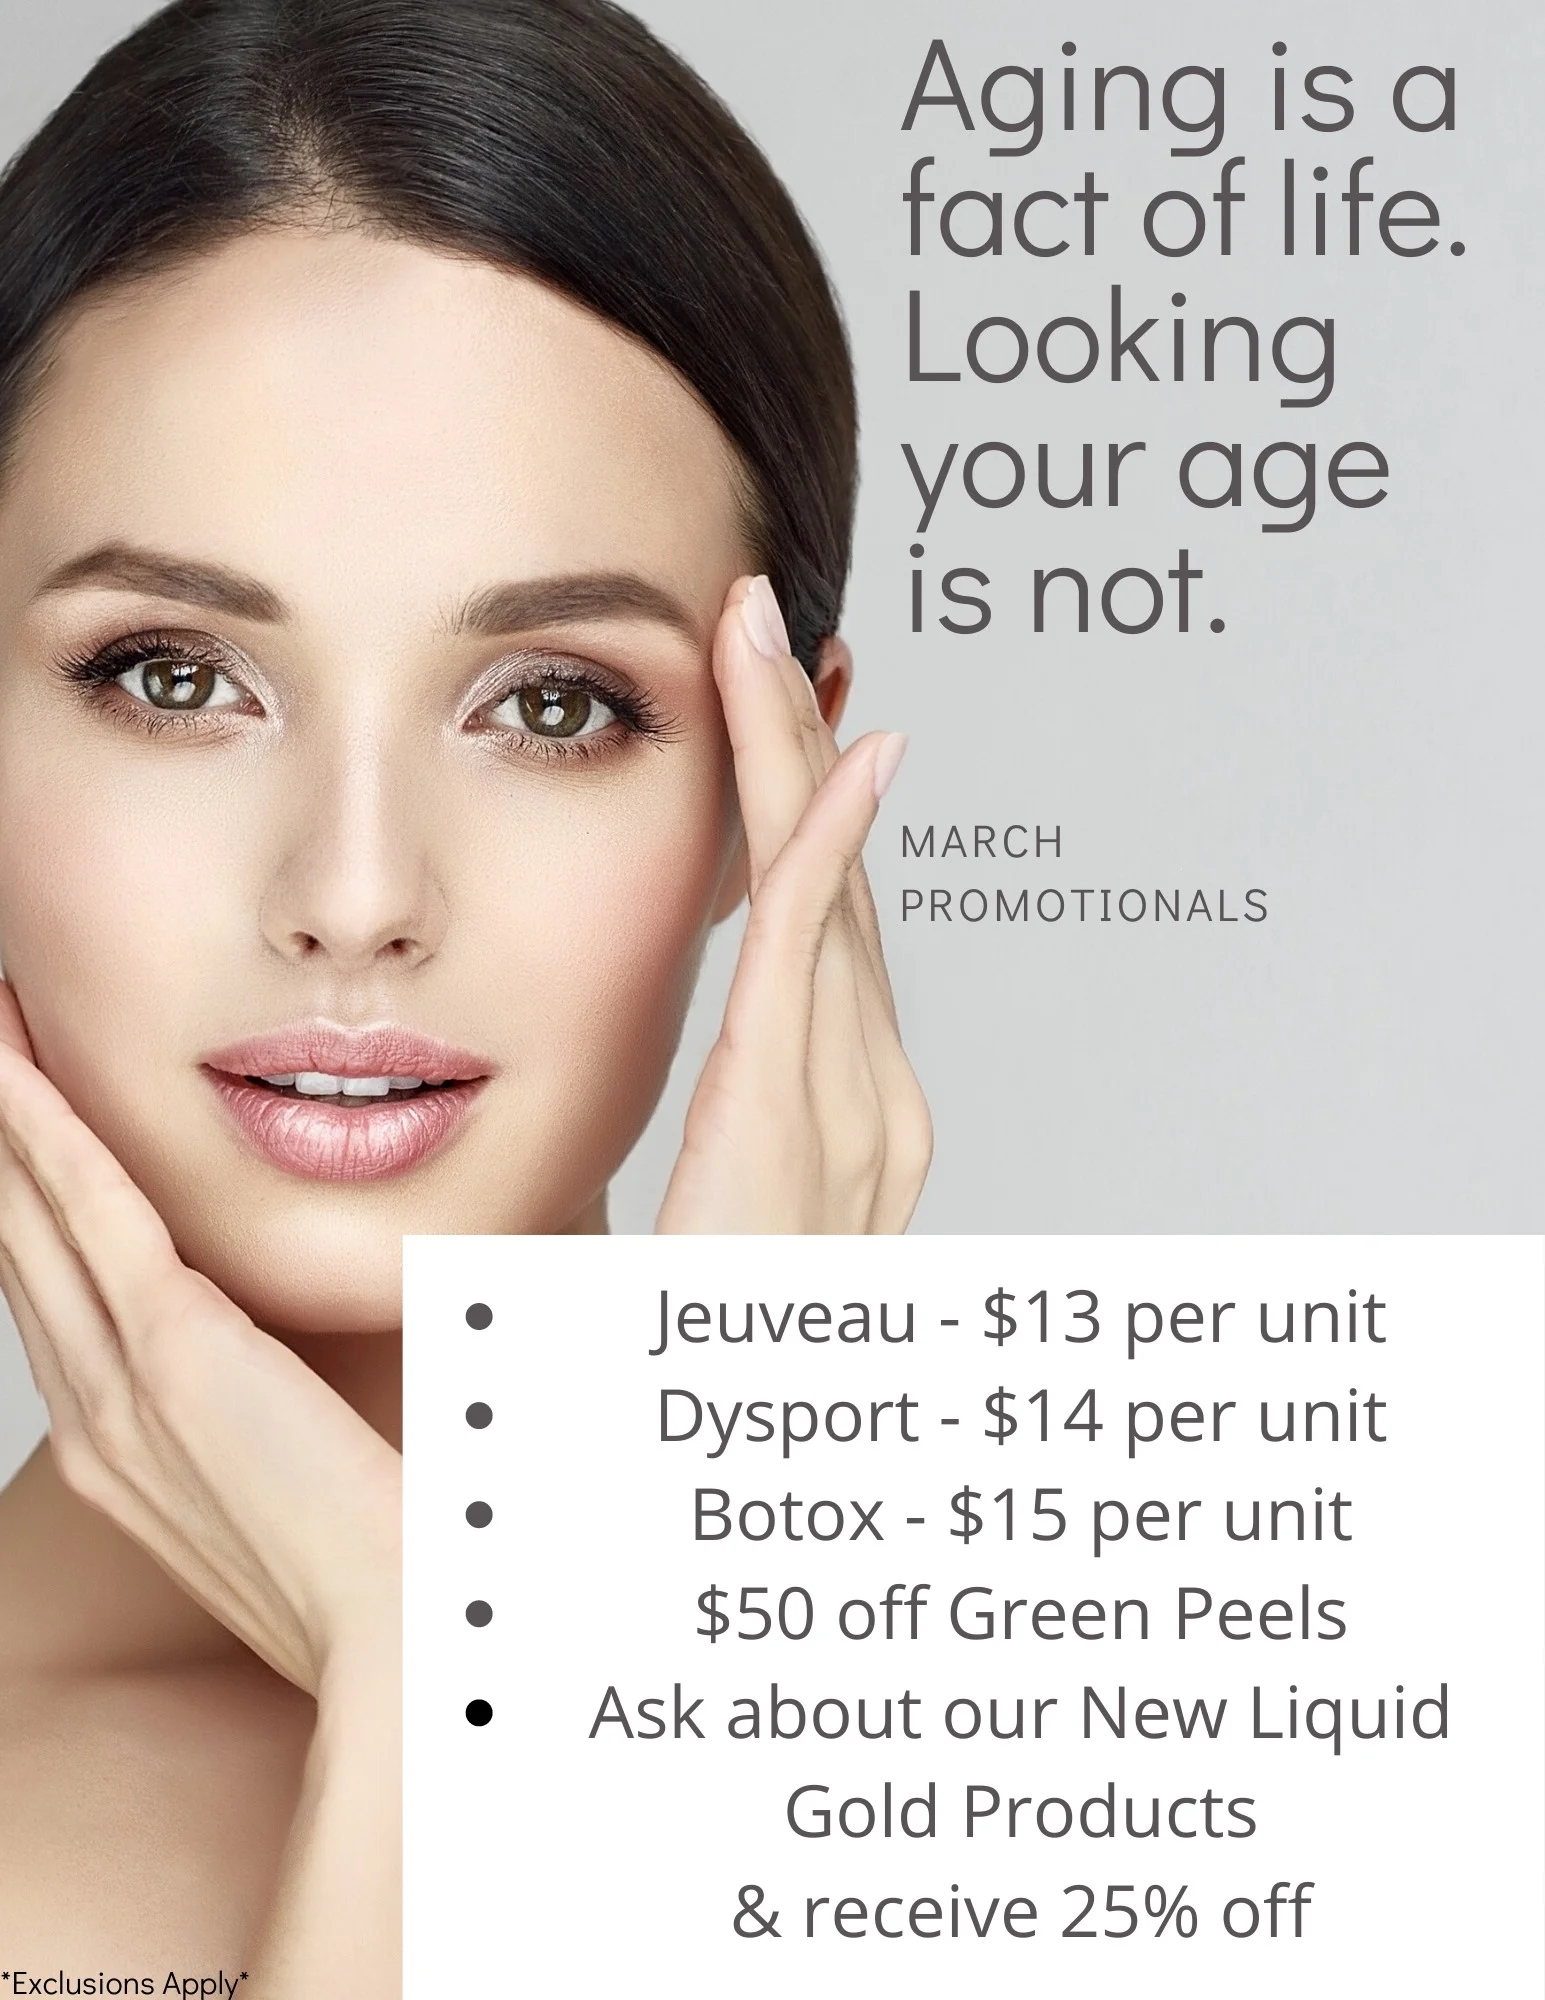 Aging is a
fact of life.
Looking
your age
is not.
MARCH
PROMOTIONALS
• Jeuveau - $13 per unit
• Dysport - $14 per unit
• Botox - $15 per unit
• $50 off Green Peels
• Ask about our New Liquid
Gold Products
& receive 25% off
*Exclusions Apply*